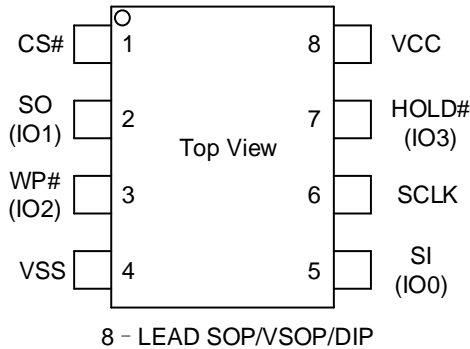 CS# 1 8 VCC
SO
(IO1) 2 7 HOLD#
(IO3)
Top View
WP#
(IO2) 3 6 SCLK
VSS 4 5 SI
(IO0)
8 - LEAD SOP/VSOP/DIP